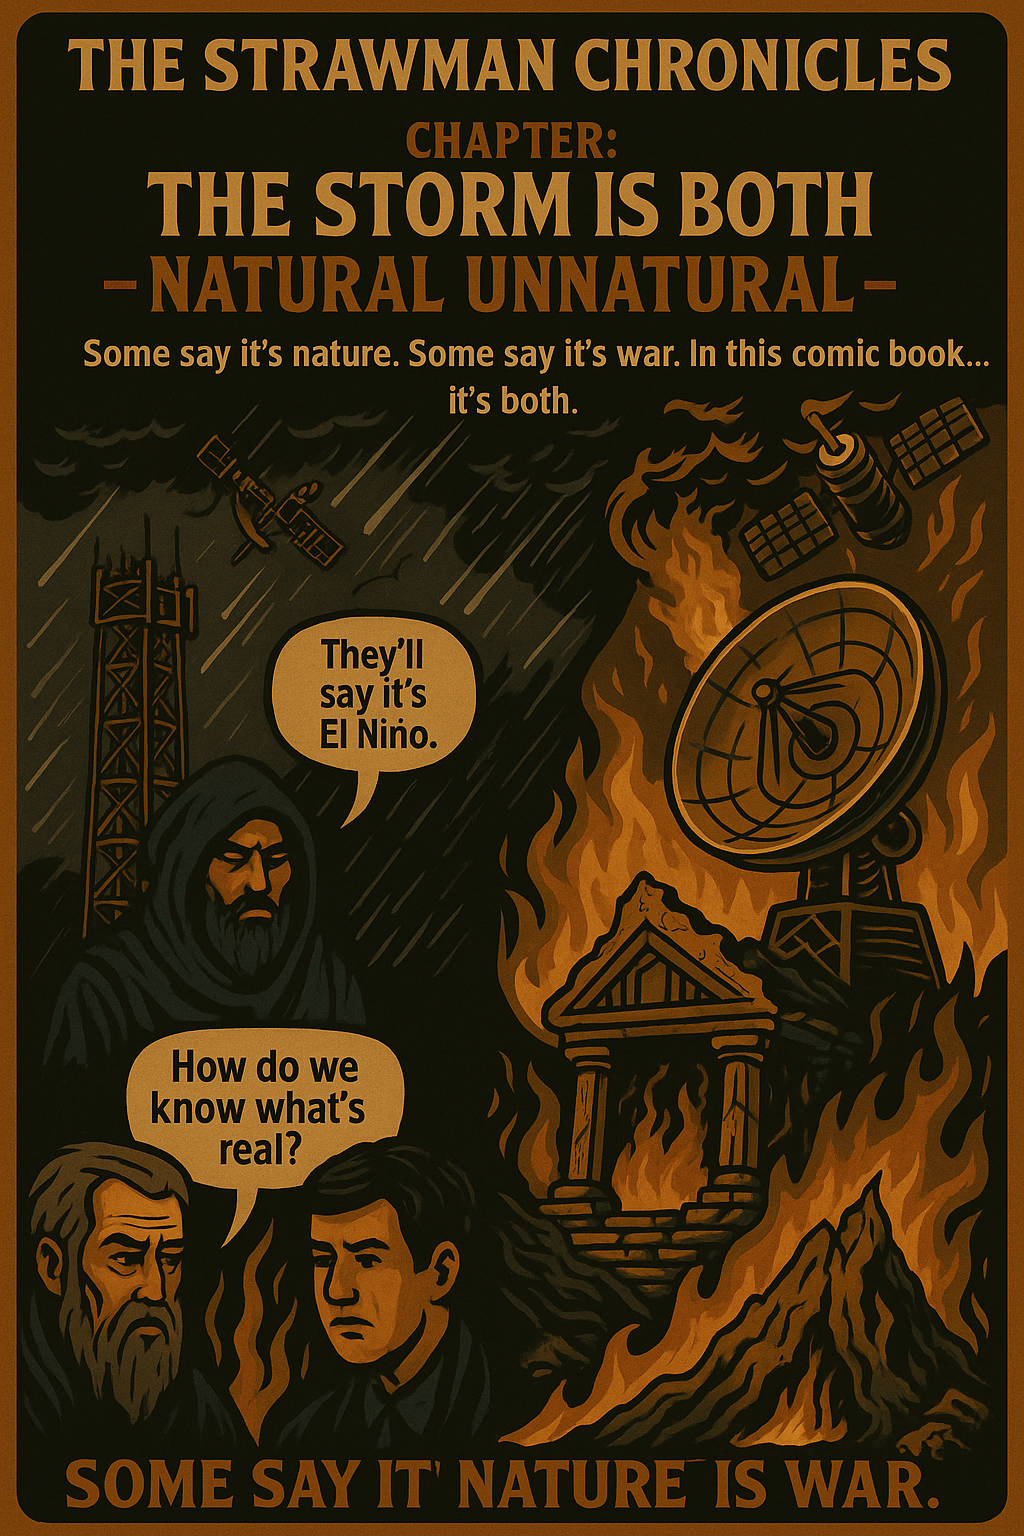 THE STRAWMAN CHRONICLES
CHAPTER:
THE STORM IS BOTH
–NATURAL UNNATURAL–
Some say it's nature. Some say it's war. In this comic book...
it's both.
They'll
say it's
El Niño.
How do we
know what's
real?
SOME SAY IT' NATURE IS WAR.